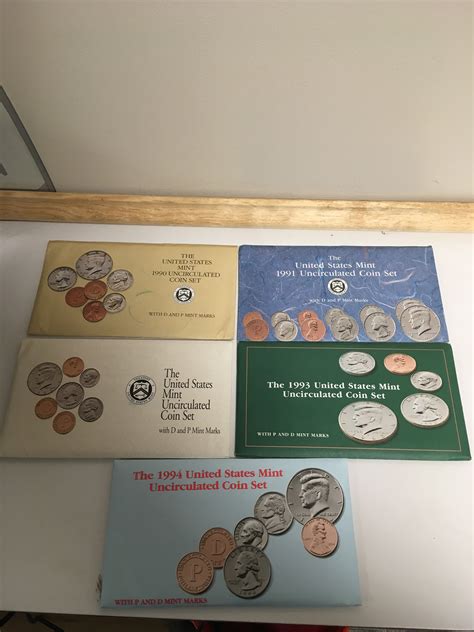 THE
UNITED STATES
MINT
1990 UNCIRCULATED
COIN SET
WITH D AND P MINT MARKS
The
United States Mint
1991 Uncirculated Coin Set
with D and P Mint Marks
The
United States
Mint
Uncirculated
Coin Set
with D and P Mint Marks
The 1993 United States Mint
Uncirculated Coin Set
WITH P AND D MINT MARKS
The 1994 United States Mint
Uncirculated Coin Set
D
P
WITH P AND D MINT MARKS